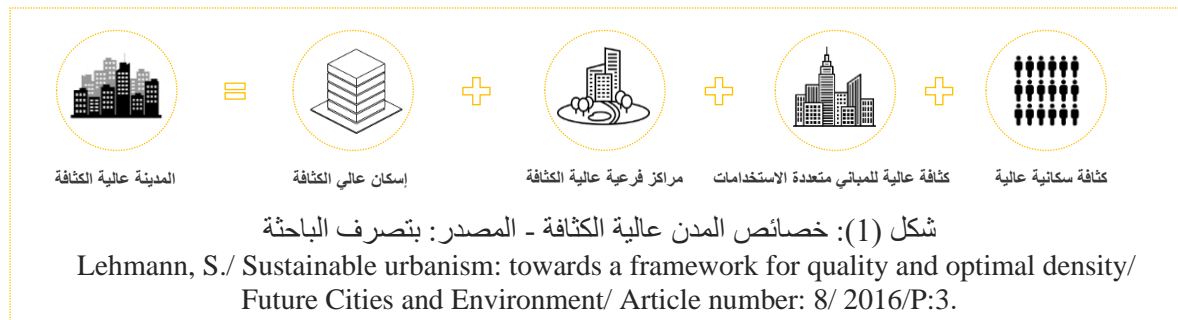 كثافة سكانية عالية
كثافة عالية للمباني متعددة الاستخدامات
مراكز فرعية عالية الكثافة
إسكان عالي الكثافة
المدينة عالية الكثافة
شكل (1): خصائص المدن عالية الكثافة - المصدر: بتصرف الباحثة
Lehmann, S./ Sustainable urbanism: towards a framework for quality and optimal density/
Future Cities and Environment/ Article number: 8/ 2016/P:3.